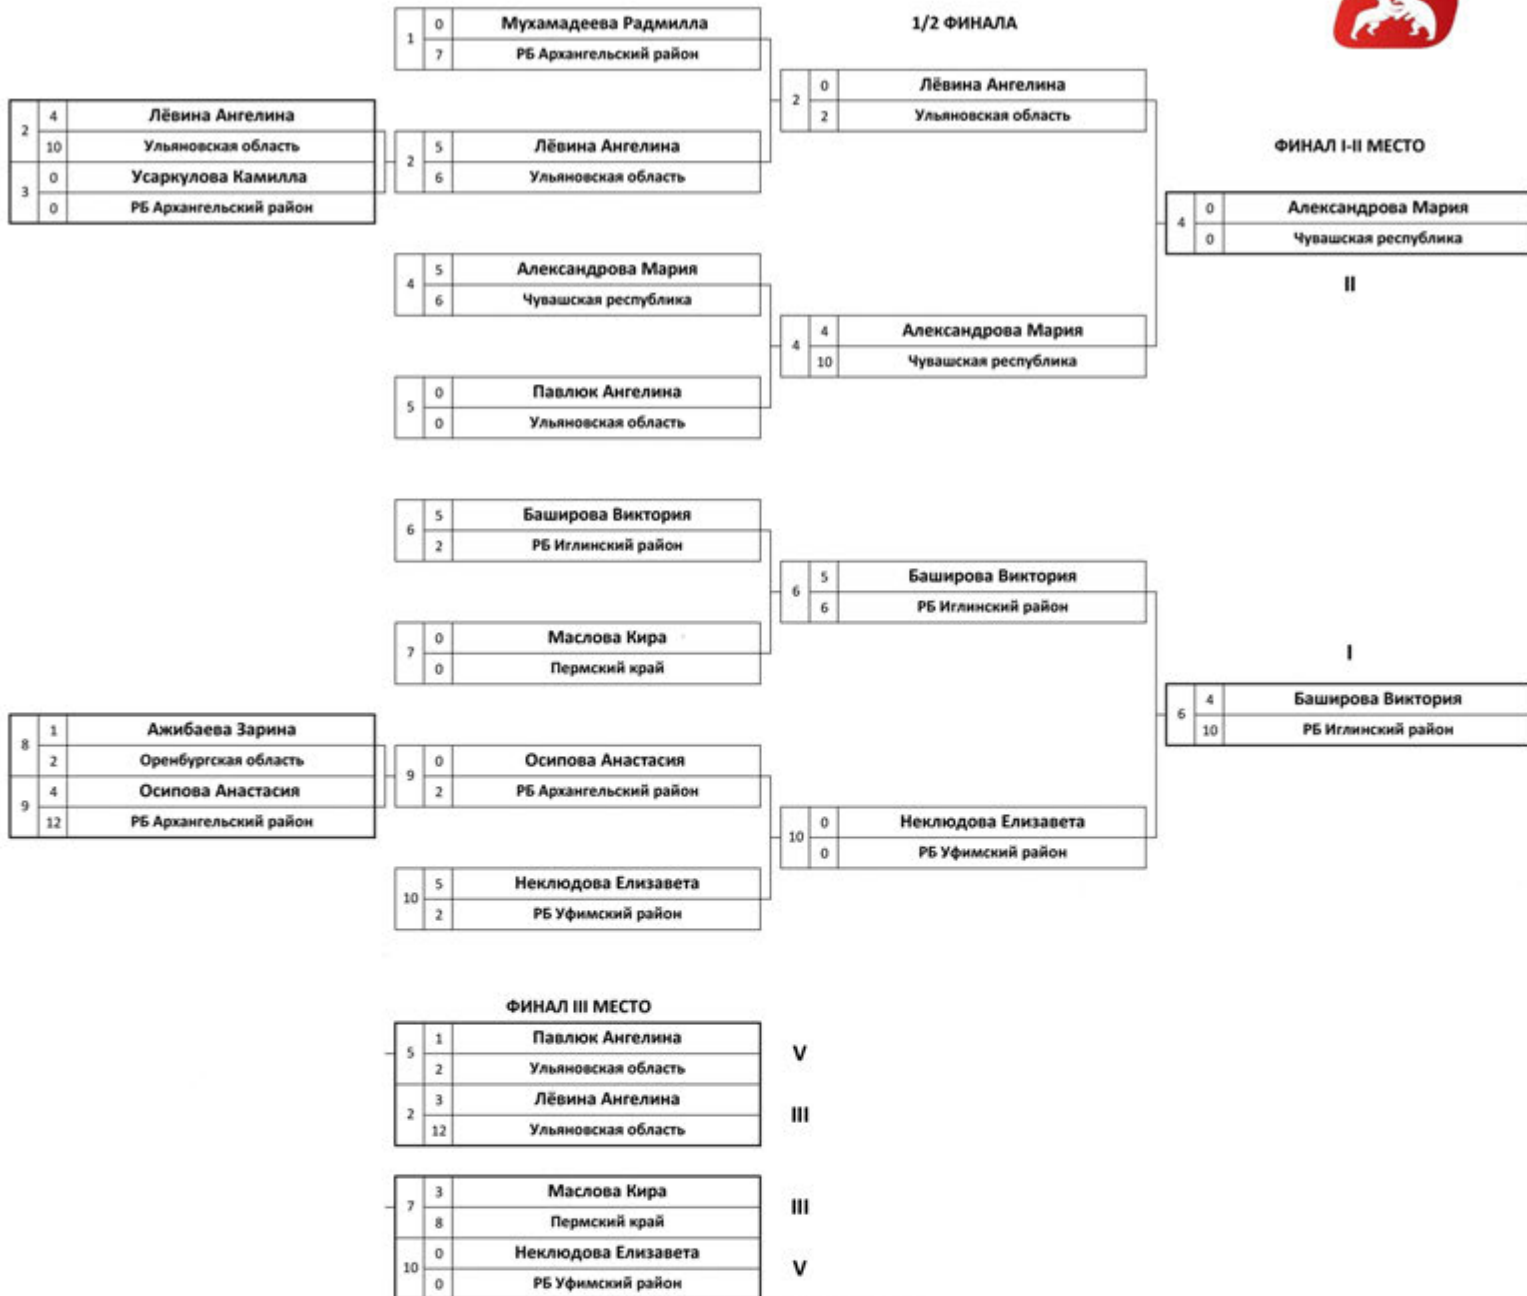 1
0
Мухамадеева Радмилла
7
РБ Архангельский район
1/2 ФИНАЛА
2
0
Лёвина Ангелина
2
Ульяновская область
2
4
Лёвина Ангелина
10
Ульяновская область
3
0
Усаркулова Камилла
0
РБ Архангельский район
2
5
Лёвина Ангелина
6
Ульяновская область
ФИНАЛ I-II МЕСТО
4
0
Александрова Мария
0
Чувашская республика
II
4
5
Александрова Мария
6
Чувашская республика
4
4
Александрова Мария
10
Чувашская республика
5
0
Павлюк Ангелина
0
Ульяновская область
6
5
Баширова Виктория
2
РБ Иглинский район
6
5
Баширова Виктория
6
РБ Иглинский район
7
0
Маслова Кира
0
Пермский край
I
6
4
Баширова Виктория
10
РБ Иглинский район
8
1
Ажибаева Зарина
2
Оренбургская область
9
4
Осипова Анастасия
12
РБ Архангельский район
9
0
Осипова Анастасия
2
РБ Архангельский район
10
0
Неклюдова Елизавета
0
РБ Уфимский район
10
5
Неклюдова Елизавета
2
РБ Уфимский район
ФИНАЛ III МЕСТО
5
1
Павлюк Ангелина
2
Ульяновская область
V
2
3
Лёвина Ангелина
12
Ульяновская область
III
7
3
Маслова Кира
8
Пермский край
III
10
0
Неклюдова Елизавета
0
РБ Уфимский район
V